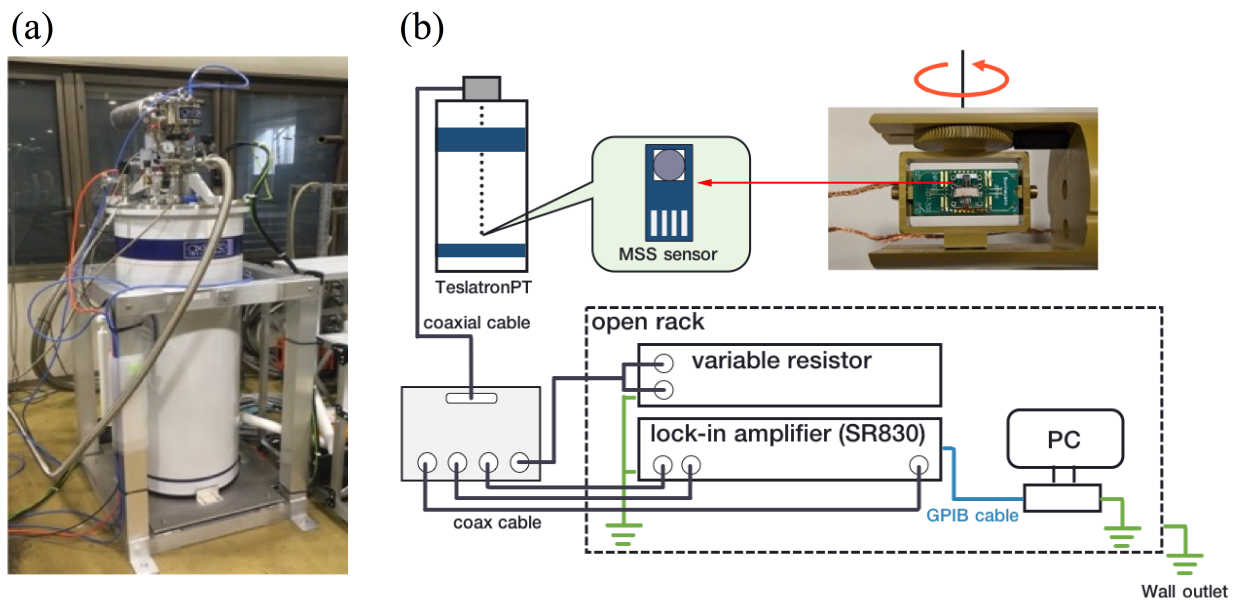 (a)
(b)
MSS sensor
TeslatronPT
coaxial cable
open rack
variable resistor
lock-in amplifier (SR830)
PC
GPIB cable
coax cable
Wall outlet